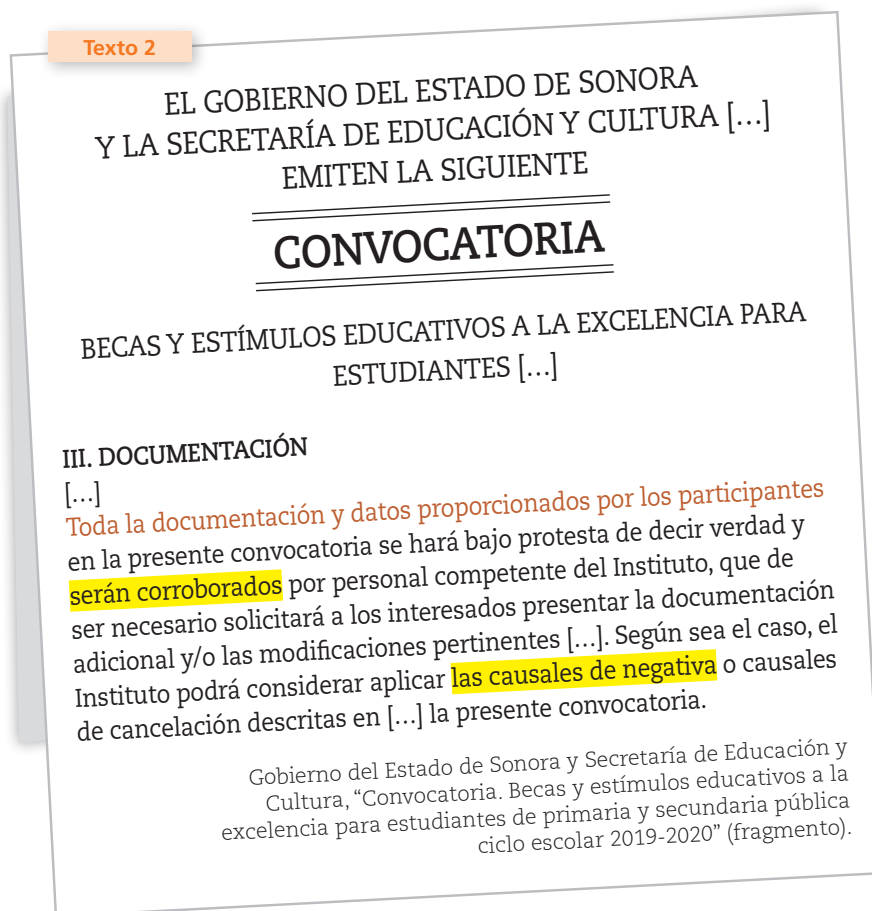 Texto 2
EL GOBIERNO DEL ESTADO DE SONORA
Y LA SECRETARÍA DE EDUCACIÓN Y CULTURA [...]
EMITEN LA SIGUIENTE
CONVOCATORIA
BECAS Y ESTÍMULOS EDUCATIVOS A LA EXCELENCIA PARA
ESTUDIANTES [...]
III. DOCUMENTACIÓN
[...]
Toda la documentación y datos proporcionados por los participantes
en la presente convocatoria se hará bajo protesta de decir verdad y
serán corroborados por personal competente del Instituto, que de
ser necesario solicitará a los interesados presentar la documentación
adicional y/o las modificaciones pertinentes [...]. Según sea el caso, el
Instituto podrá considerar aplicar las causales de negativa o causales
de cancelación descritas en [...] la presente convocatoria.
Gobierno del Estado de Sonora y Secretaría de Educación y
Cultura, “Convocatoria. Becas y estímulos educativos a la
excelencia para estudiantes de primaria y secundaria pública
ciclo escolar 2019-2020” (fragmento).